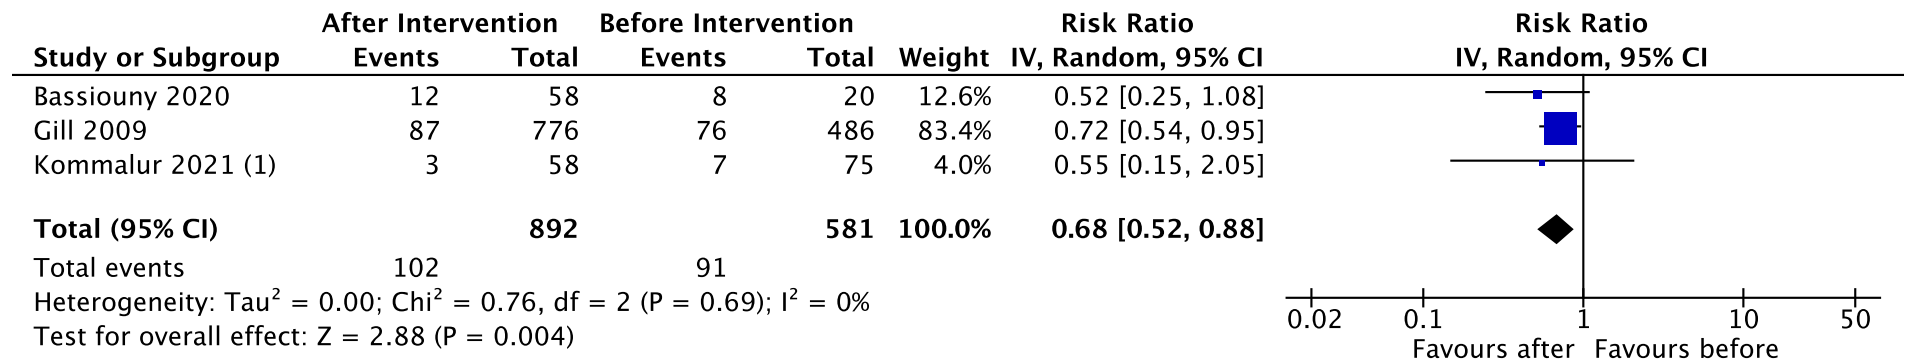 After Intervention Before Intervention Risk Ratio Risk Ratio
Study or Subgroup Events Total Events Total Weight IV, Random, 95% CI IV, Random, 95% CI
Bassiouny 2020 12 58 8 20 12.6% 0.52 [0.25, 1.08]
Gill 2009 87 776 76 486 83.4% 0.72 [0.54, 0.95]
Kommalur 2021 (1) 3 58 7 75 4.0% 0.55 [0.15, 2.05]
Total (95% CI) 892 581 100.0% 0.68 [0.52, 0.88]
Total events 102 91
Heterogeneity: Tau² = 0.00; Chi² = 0.76, df = 2 (P = 0.69); I² = 0%
Test for overall effect: Z = 2.88 (P = 0.004)
0.02 0.1 1 10 50
Favours after Favours before